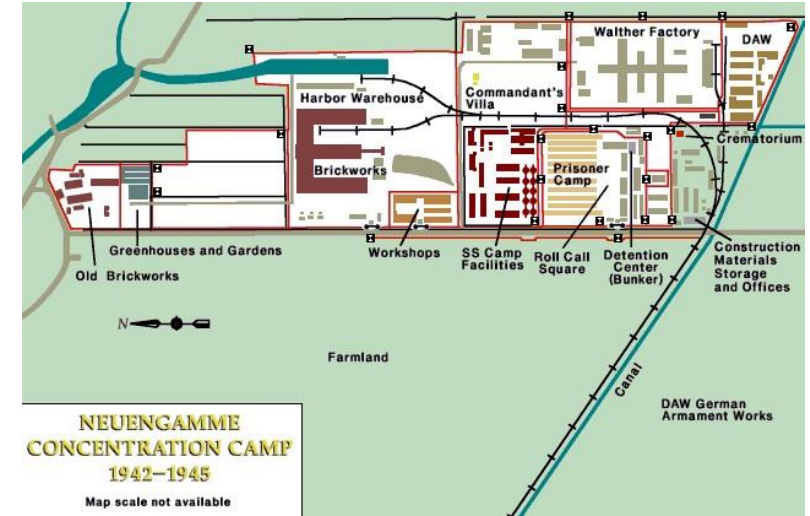 Walther Factory
DAW
Harbor Warehouse
Commandant's
Villa
Crematorium
Brickworks
Prisoner
Camp
Greenhouses and Gardens
Old Brickworks
Workshops
SS Camp
Facilities
Roll Call
Square
Detention
Center
(Bunker)
Construction
Materials
Storage
and Offices
N
Farmland
Canal
DAW German
Armament Works
NEUENGAMME
CONCENTRATION CAMP
1942–1945
Map scale not available